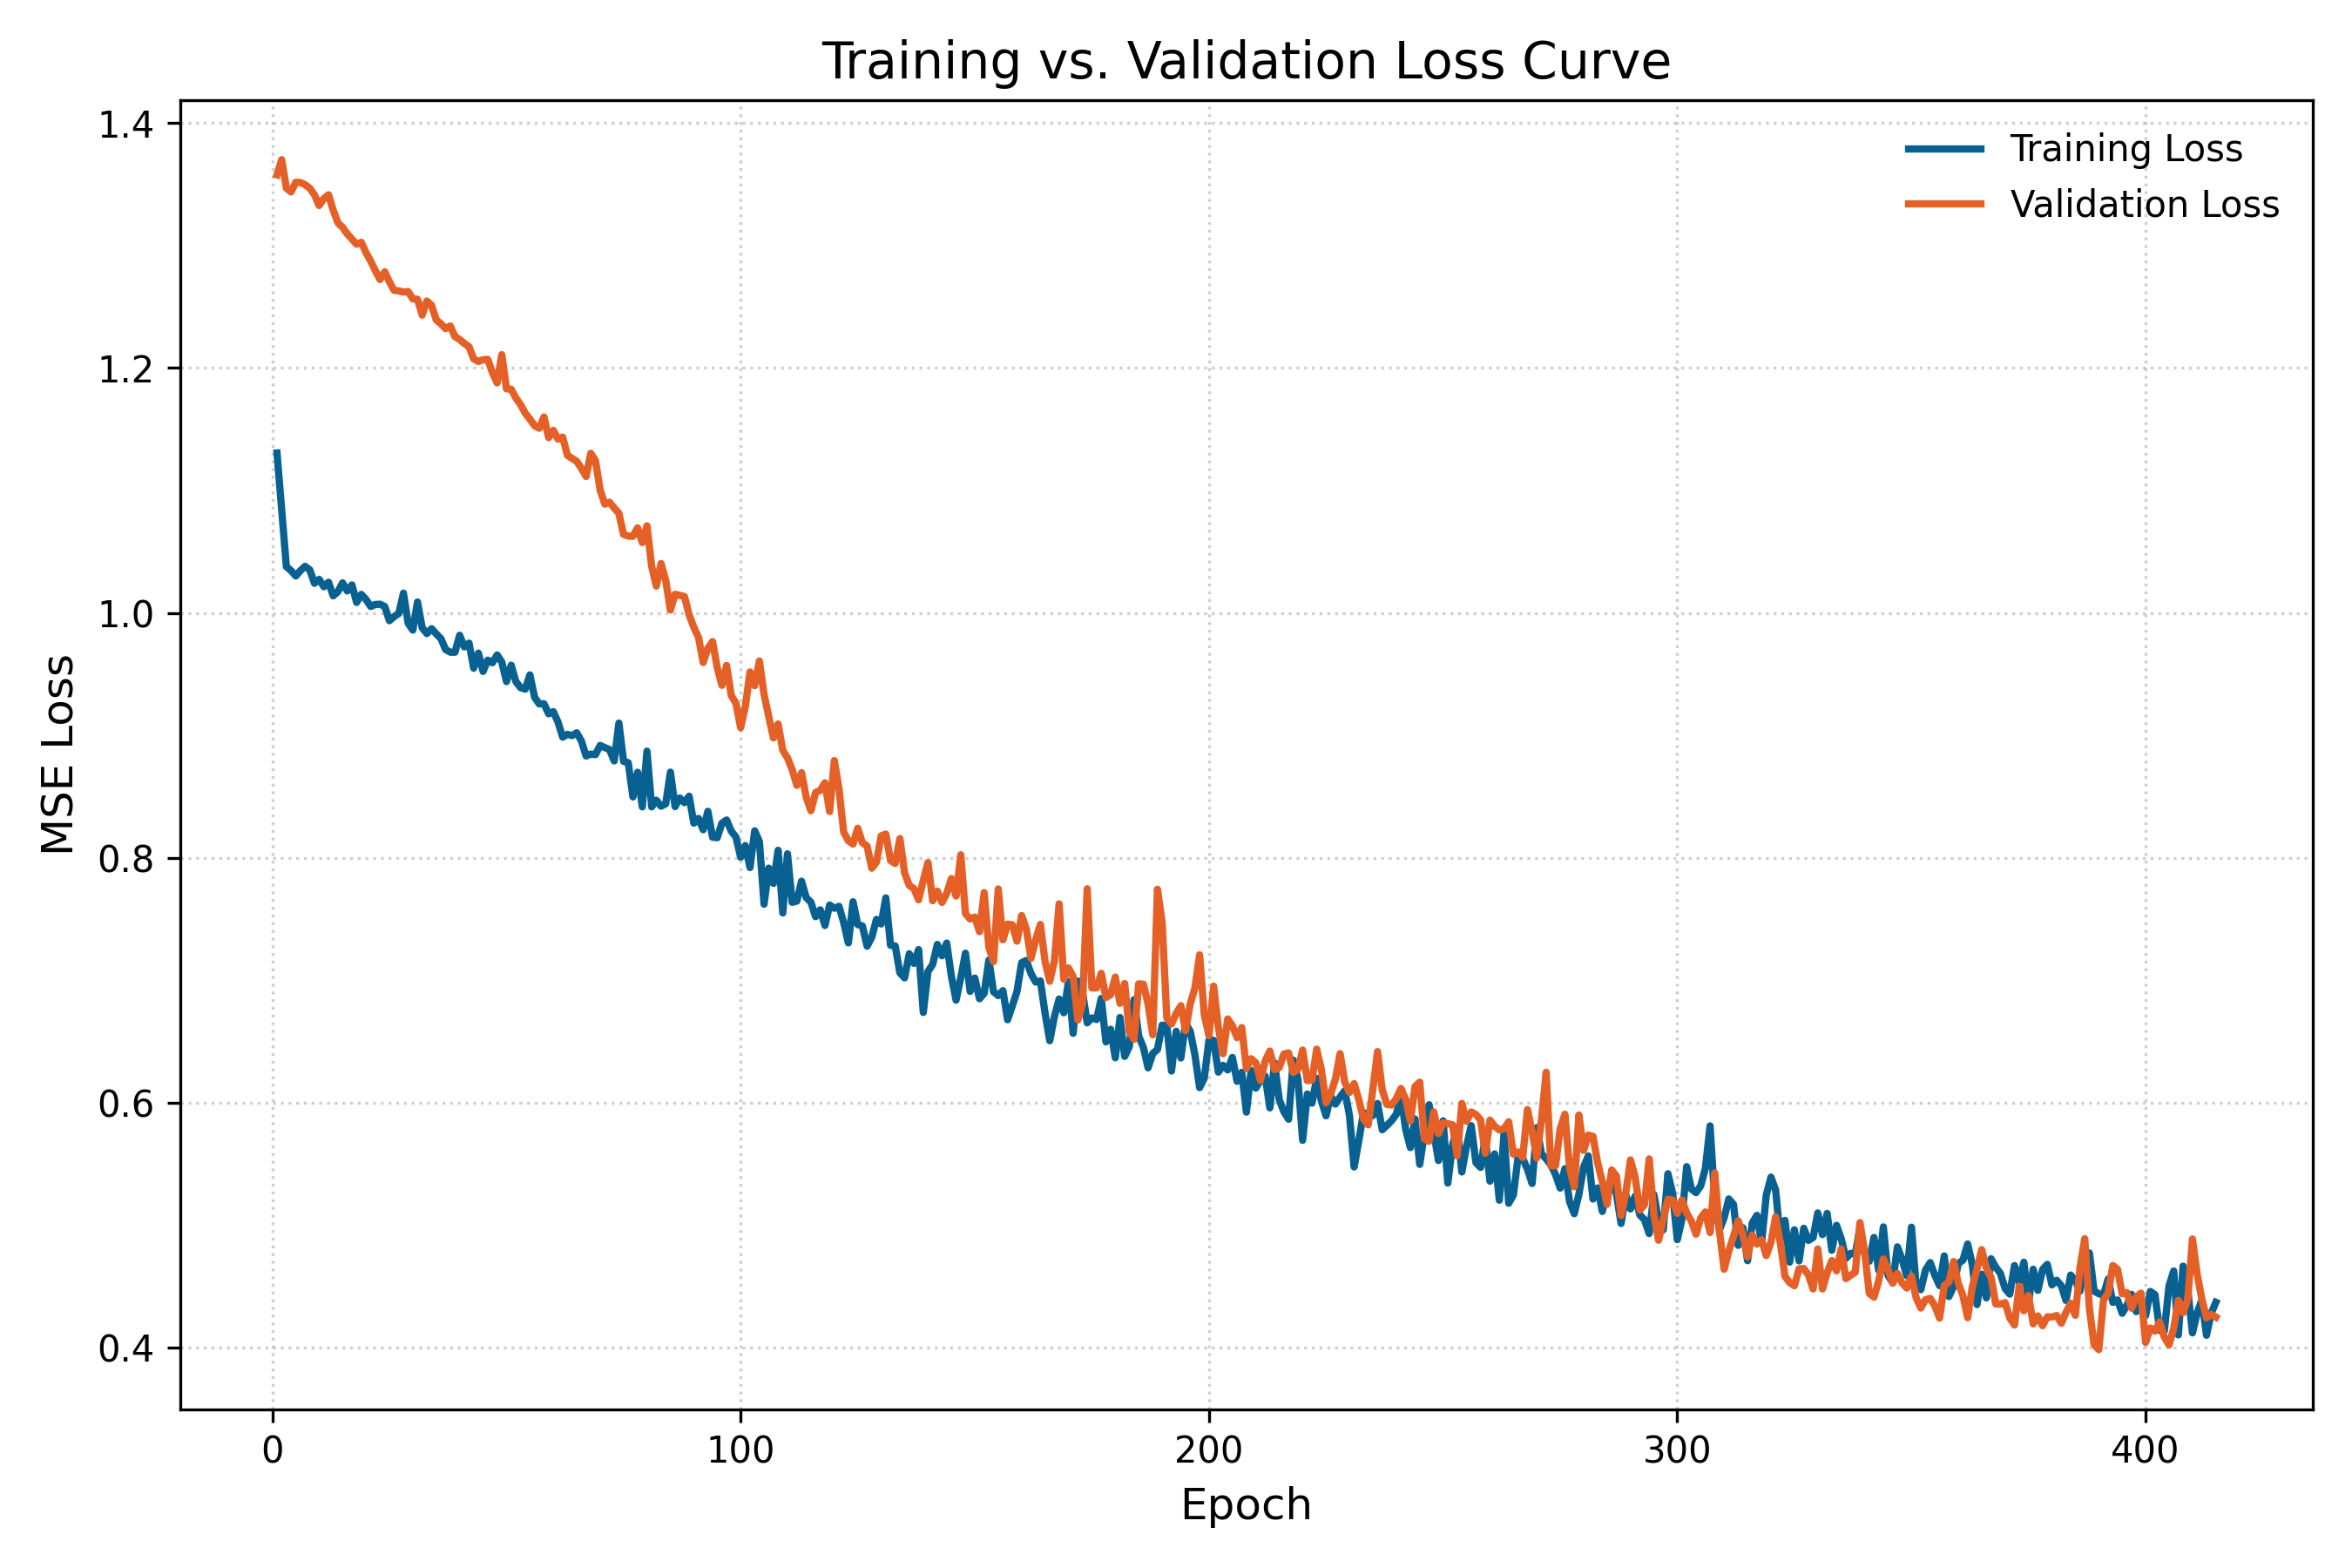 Training vs. Validation Loss Curve
Training Loss
Validation Loss
1.4
1.2
1.0
0.8
0.6
0.4
MSE Loss
0
100
200
300
400
Epoch